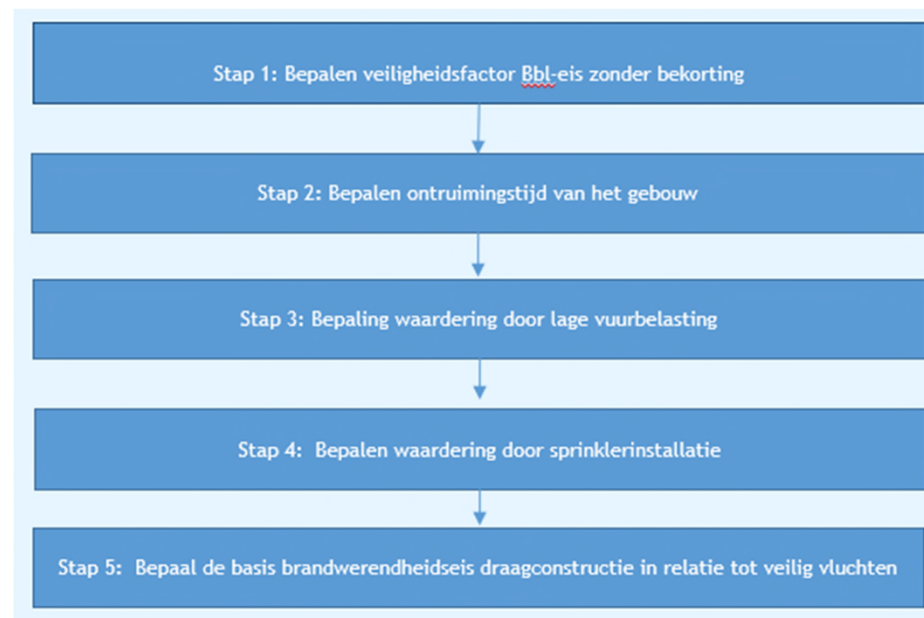 Stap 1: Bepalen veiligheidsfactor Bbl-eis zonder bekorting
Stap 2: Bepalen ontruimingstijd van het gebouw
Stap 3: Bepaling waardering door lage vuurbelasting
Stap 4:  Bepalen waardering door sprinklerinstallatie
Stap 5:  Bepaal de basis brandwerendheidseis draagconstructie in relatie tot veilig vluchten